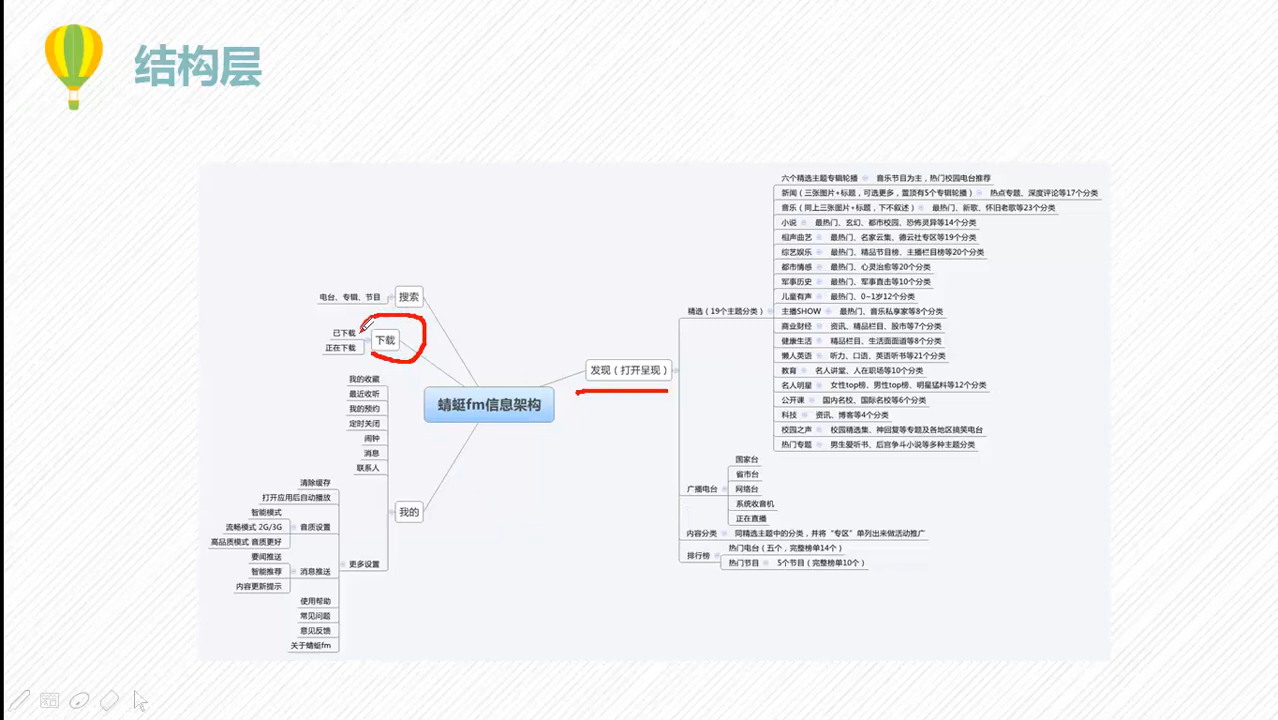 结构层
电台、专辑、节目
搜索
已下载
正在下载
下载
我的收藏
最近收听
我的预约
定时关闭
闹钟
消息
联系人
清除缓存
打开应用后自动播放
智能模式
流畅模式 2G/3G
高品质模式 音质更好
音质设置
要闻推送
智能推荐
内容更新提示
消息推送
使用帮助
常见问题
意见反馈
关于蜻蜓fm
更多设置
我的
蜻蜓fm信息架构
发现（打开呈现）
精选（19个主题分类）
六个精选主题专辑轮播 音乐节目为主，热门校园电台推荐
新闻（三张图片+标题，可选更多，置顶有5个专辑轮播） 热点专题、深度评论等17个分类
音乐（同上三张图片+标题，下不叙述） 最热门、新歌、怀旧老歌等23个分类
小说 最热门、玄幻、都市校园、恐怖灵异等14个分类
相声曲艺 最热门、名家云集、德云社专区等19个分类
综艺娱乐 最热门、精品节目榜、主播栏目榜等20个分类
都市情感 最热门、心灵治愈等20个分类
军事历史 最热门、军事直击等10个分类
儿童有声 最热门、0~1岁12个分类
主播SHOW 最热门、音乐私享家等8个分类
商业财经 资讯、精品栏目、股市等7个分类
健康生活 精品栏目、生活面面道等8个分类
懒人英语 听力、口语、英语听书等21个分类
教育 名人讲堂、人在职场等10个分类
名人明星 女性top榜、男性top榜、明星猛料等12个分类
公开课 国内名校、国际名校等6个分类
科技 资讯、博客等4个分类
校园之声 校园精选集、神回复等专题及各地区搞笑电台
热门专题 男生爱听书、后宫争斗小说等多种主题分类
广播电台
国家台
省市台
网络台
系统收音机
正在直播
内容分类 同精选主题中的分类，并将“专区”单列出来做活动推广
排行榜
热门电台（五个，完整榜单14个）
热门节目 5个节目（完整榜单10个）